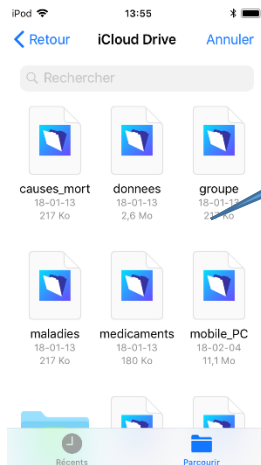 iPod 13:55
Retour iCloud Drive Annuler
Rechercher
causes_mort donnees groupe
18-01-13 18-01-13 18-01-13
217 Ko 2,6 Mo 217 Ko
maladies medicaments mobile_PC
18-01-13 18-01-13 18-02-04
217 Ko 180 Ko 11,1 Mo
Récents Parcourir